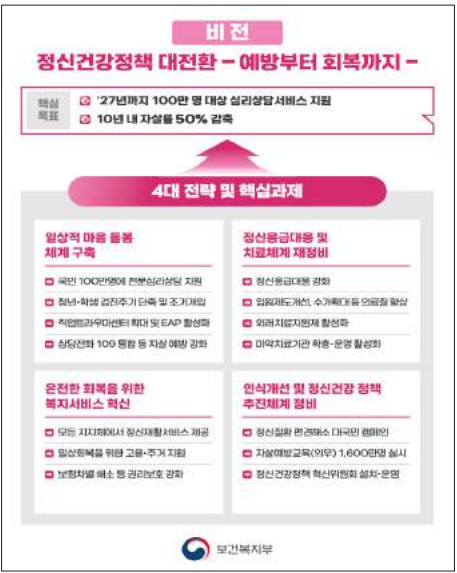 비전
정신건강정책 대전환 – 예방부터 회복까지 –
핵심
목표
'27년까지 100만 명 대상 심리상담서비스 지원
10년 내 자살률 50% 감축
4대 전략 및 핵심과제
일상적 마음 돌봄
체계 구축
국민 100만명에 전문심리상담 지원
청년·학생 검진주기 단축 및 조기개입
직업트라우마센터 확대 및 EAP 활성화
상담전화 109 통합 등 자살 예방 강화
정신응급대응 및
치료체계 재정비
정신응급대응 강화
입원제도개선, 수가확대 등 의료질 향상
외래치료지원제 활성화
마약치료기관 확충·운영 활성화
온전한 회복을 위한
복지서비스 혁신
모든 지자체에서 정신재활서비스 제공
일상회복을 위한 고용·주거 지원
보험차별 해소 등 권리보호 강화
인식개선 및 정신건강 정책
추진체계 정비
정신질환 편견해소 대국민 캠페인
자살예방교육(의무) 1,600만명 실시
정신건강정책 혁신위원회 설치·운영
보건복지부